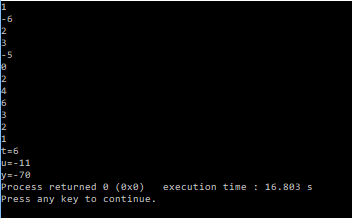 1
-6
2
3
-5
0
2
4
6
3
2
1
t=6
u=-11
y=-70
Process returned 0 (0x0)   execution time : 16.803 s
Press any key to continue.